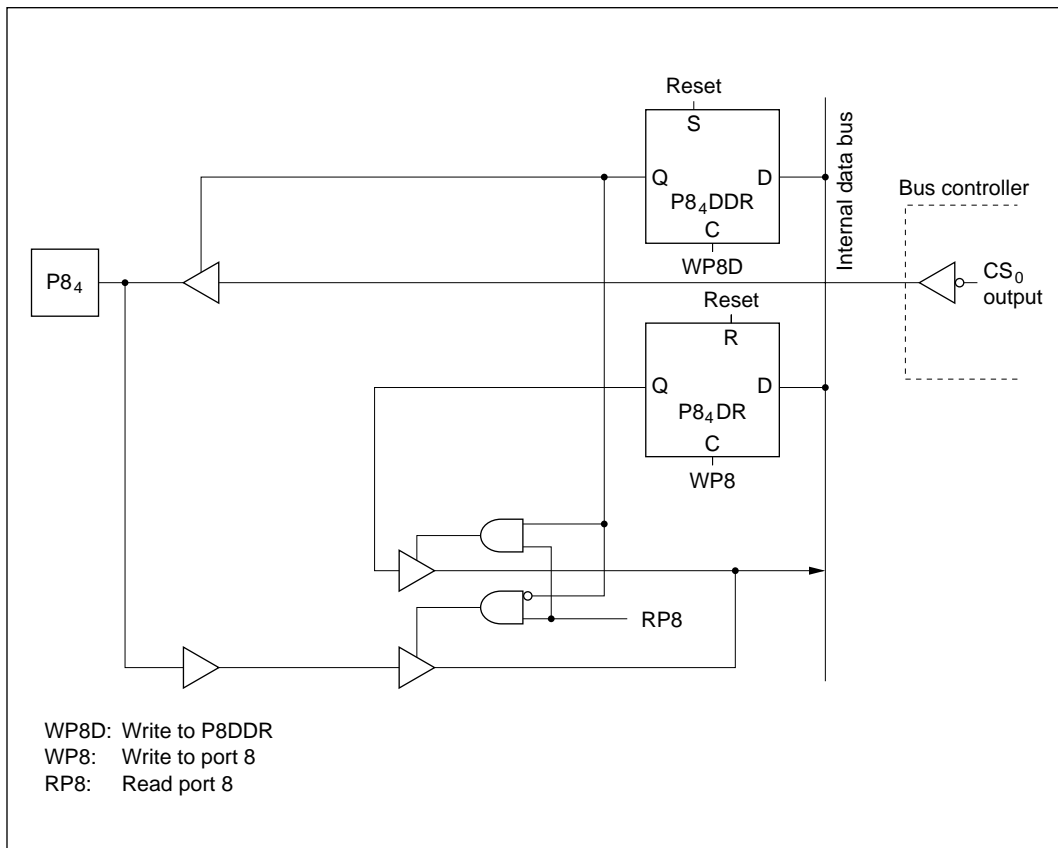 Reset
S
Q
D
P8₄DDR
C
WP8D
Internal data bus
Bus controller
CS₀
output
P8₄
Reset
R
Q
D
P8₄DR
C
WP8
RP8
WP8D: Write to P8DDR
WP8: Write to port 8
RP8: Read port 8